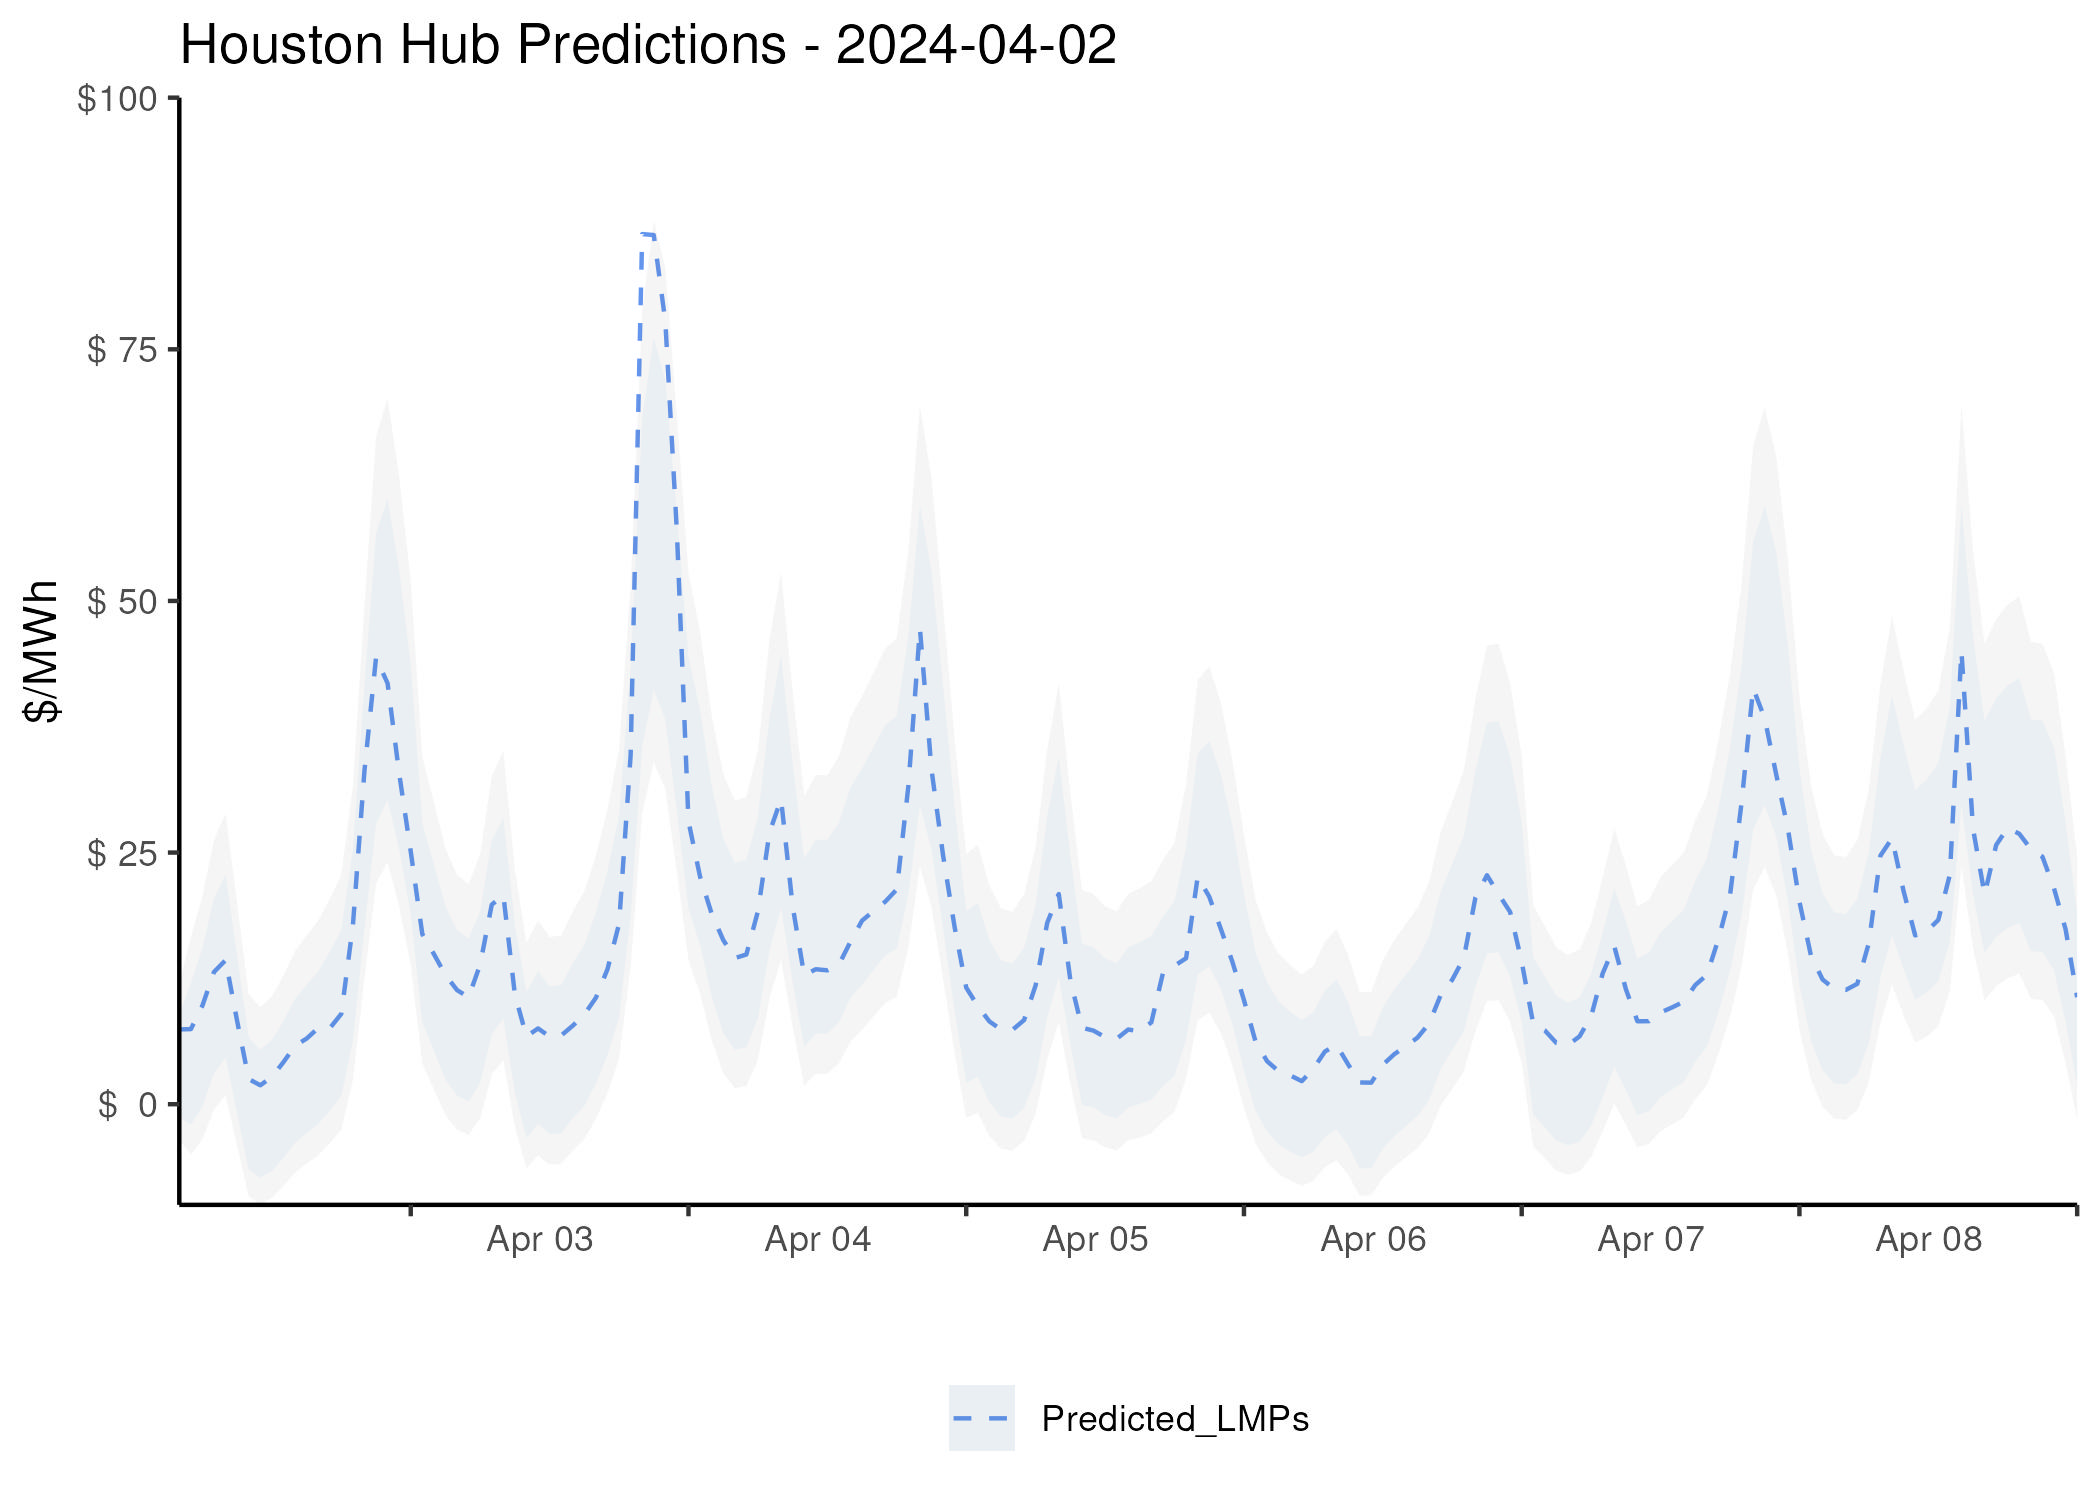 Houston Hub Predictions - 2024-04-02
$100
$ 75
$ 50
$ 25
$ 0
$/MWh
Apr 03 Apr 04 Apr 05 Apr 06 Apr 07 Apr 08
Predicted_LMPs